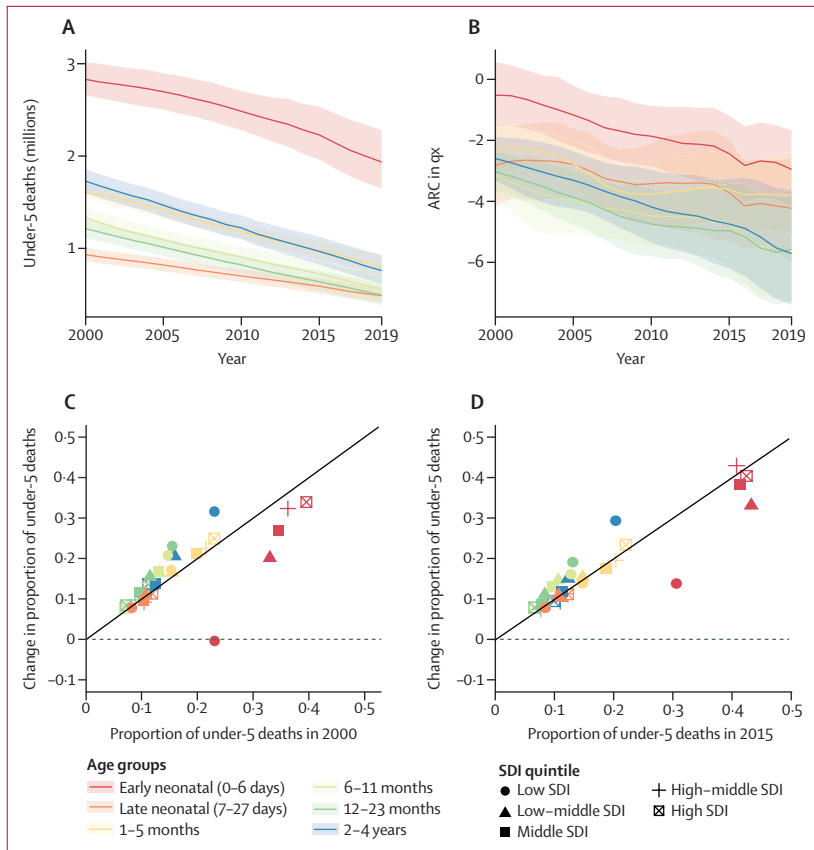 A
Under-5 deaths (millions)
3
2
1
2000
2005
2010
2015
2019
Year
B
ARC in qx
0
–2
–4
–6
2000
2005
2010
2015
2019
Year
C
Change in proportion of under-5 deaths
0·5
0·4
0·3
0·2
0·1
0
–0·1
0
0·1
0·2
0·3
0·4
0·5
Proportion of under-5 deaths in 2000
D
Change in proportion of under-5 deaths
0·5
0·4
0·3
0·2
0·1
0
–0·1
0
0·1
0·2
0·3
0·4
0·5
Proportion of under-5 deaths in 2015
Age groups
Early neonatal (0–6 days)
Late neonatal (7–27 days)
1–5 months
6–11 months
12–23 months
2–4 years
SDI quintile
Low SDI
Low–middle SDI
Middle SDI
High–middle SDI
High SDI